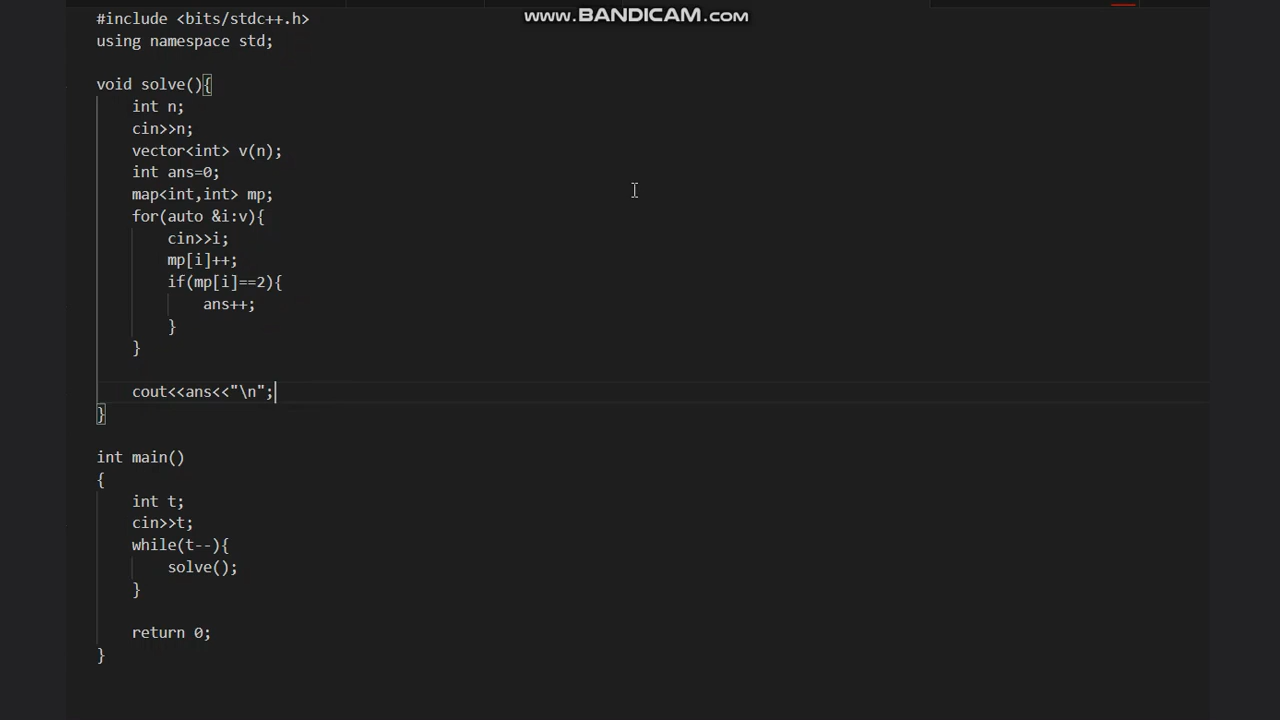 www.BANDICAM.com
#include <bits/stdc++.h>
using namespace std;
void solve(){
int n;
cin>>n;
vector<int> v(n);
int ans=0;
map<int,int> mp;
for(auto &i:v){
cin>>i;
mp[i]++;
if(mp[i]==2){
ans++;
}
}
cout<<ans<<"\n";
}
int main()
{
int t;
cin>>t;
while(t--){
solve();
}
return 0;
}